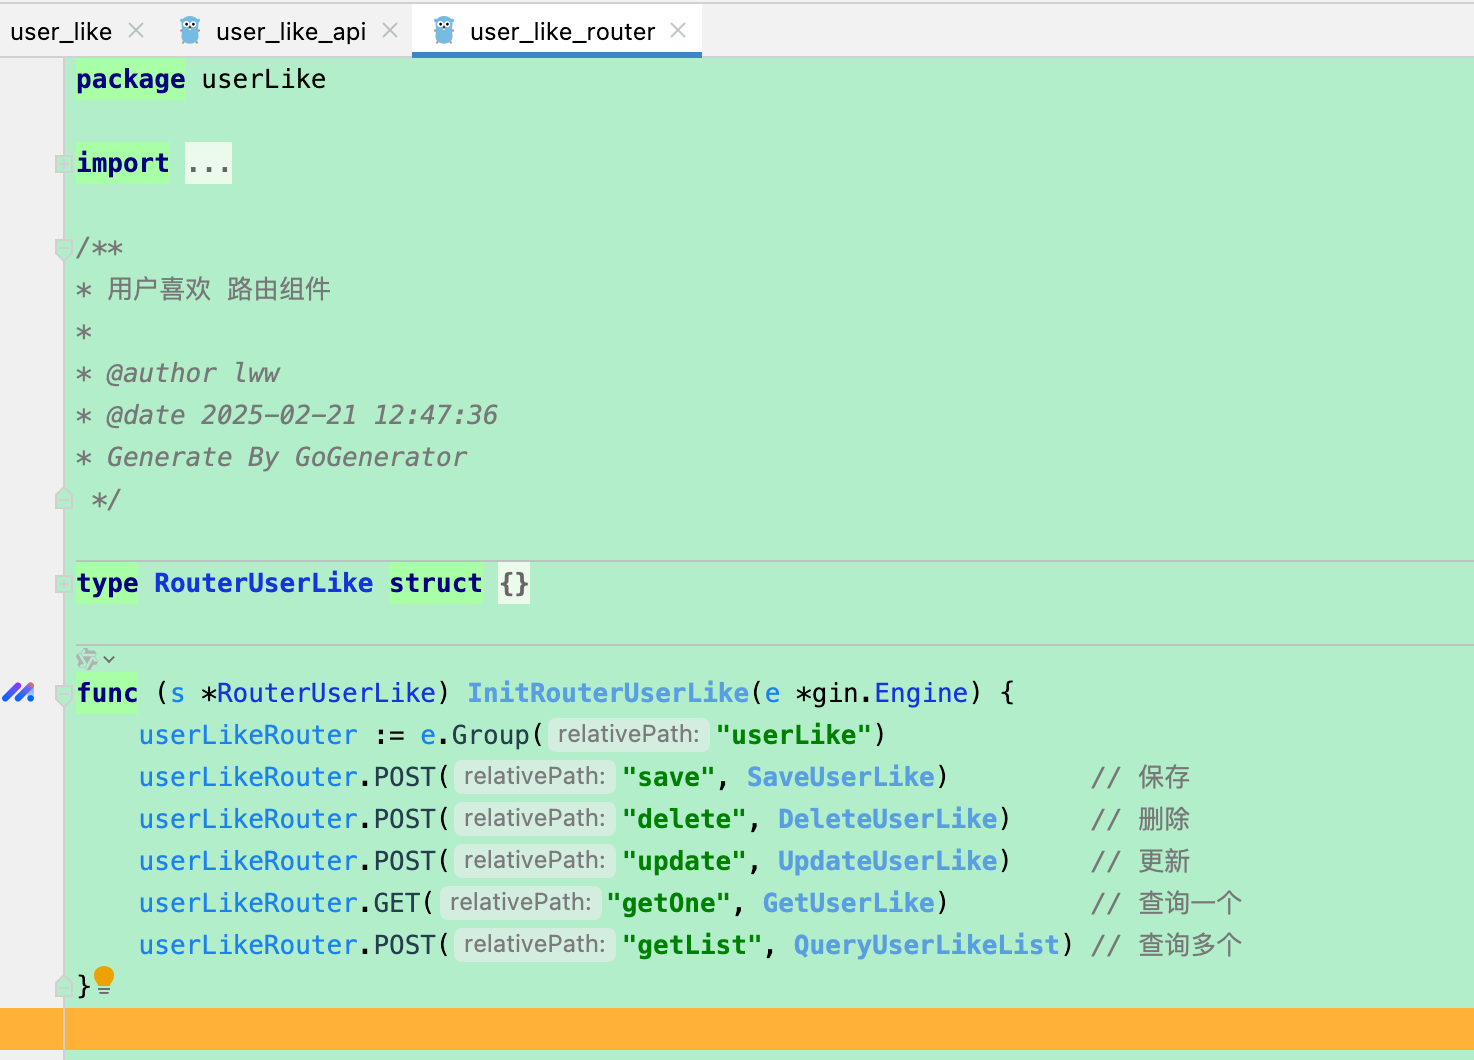 user_like user_like_api user_like_router
package userLike
import ...
/**
* 用户喜欢 路由组件
*
* @author lww
* @date 2025-02-21 12:47:36
* Generate By GoGenerator
*/
type RouterUserLike struct {}
func (s *RouterUserLike) InitRouterUserLike(e *gin.Engine) {
userLikeRouter := e.Group( relativePath: "userLike")
userLikeRouter.POST( relativePath: "save", SaveUserLike) // 保存
userLikeRouter.POST( relativePath: "delete", DeleteUserLike) // 删除
userLikeRouter.POST( relativePath: "update", UpdateUserLike) // 更新
userLikeRouter.GET( relativePath: "getOne", GetUserLike) // 查询一个
userLikeRouter.POST( relativePath: "getList", QueryUserLikeList) // 查询多个
}